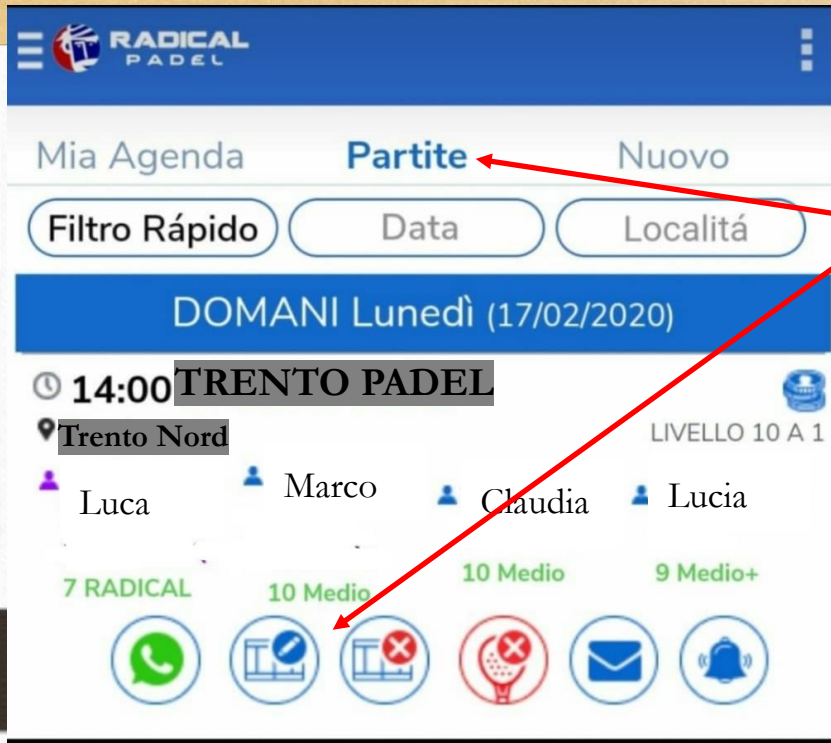 RADICAL
PADEL
Mia Agenda Partite Nuovo
Filtro Rápido Data Localitá
DOMANI Lunedì (17/02/2020)
14:00 TRENTO PADEL
Trento Nord LIVELLO 10 A 1
Luca Marco Claudia Lucia
7 RADICAL 10 Medio 10 Medio 9 Medio+